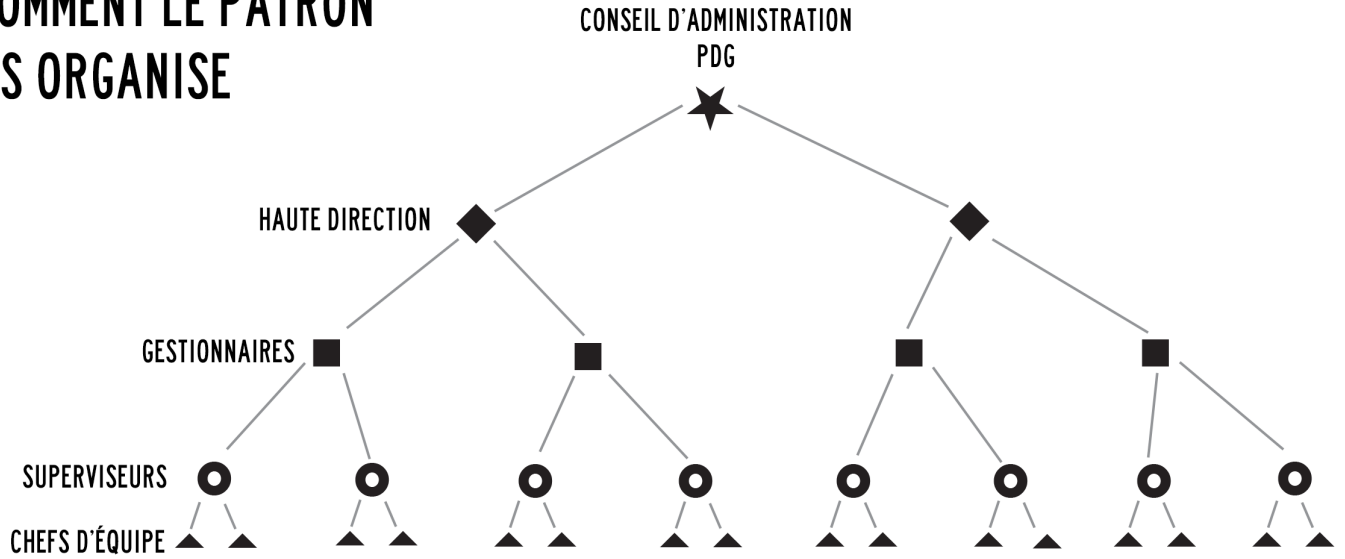 OMMENT LE PATRON
S ORGANISE
CONSEIL D'ADMINISTRATION
PDG
HAUTE DIRECTION
GESTIONNAIRES
SUPERVISEURS
CHEFS D'ÉQUIPE